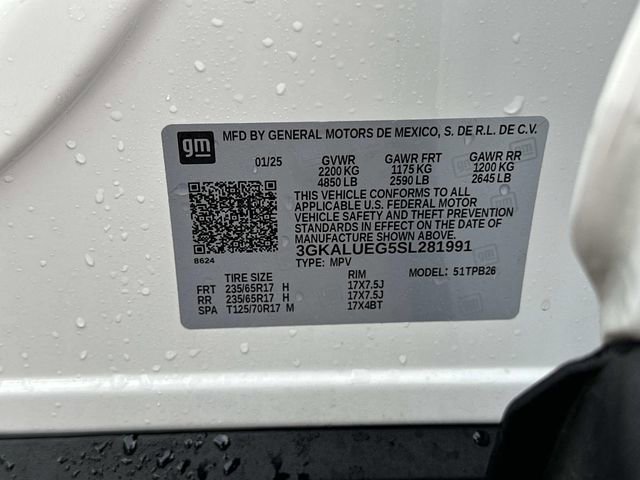 gm
MFD BY GENERAL MOTORS DE MEXICO, S. DE R.L. DE C.V.
01/25 GVWR GAWR FRT GAWR RR
2200 KG 1175 KG 1200 KG
4850 LB 2590 LB 2645 LB
THIS VEHICLE CONFORMS TO ALL
APPLICABLE U.S. FEDERAL MOTOR
VEHICLE SAFETY AND THEFT PREVENTION
STANDARDS IN EFFECT ON THE DATE OF
MANUFACTURE SHOWN ABOVE.
3GKALUEG5SL281991
8624
TYPE: MPV MODEL: 51TPB26
TIRE SIZE RIM
FRT 235/65R17 H 17X7.5J
RR 235/65R17 H 17X7.5J
SPA T125/70R17 M 17X4BT